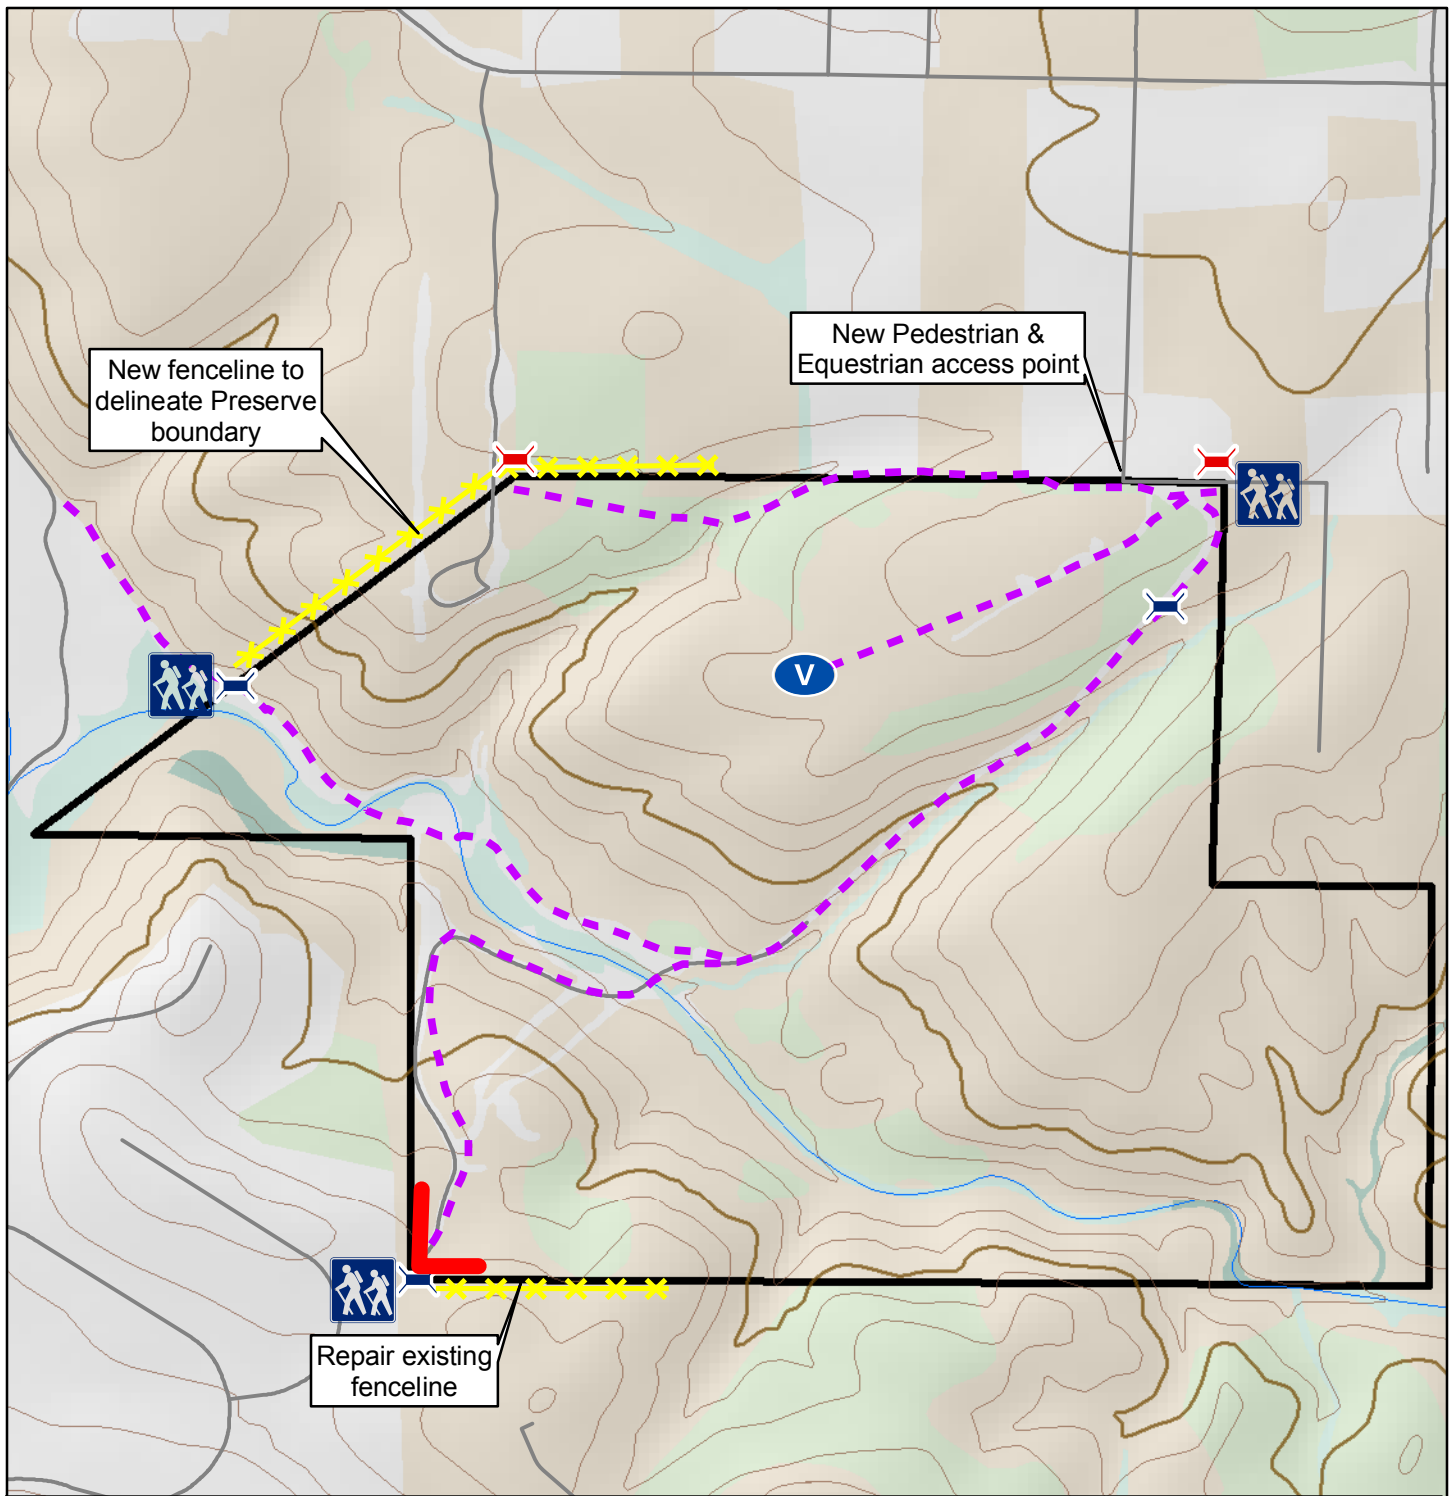 New Pedestrian &
Equestrian access point
New fenceline to
delineate Preserve
boundary
V
Repair existing
fenceline